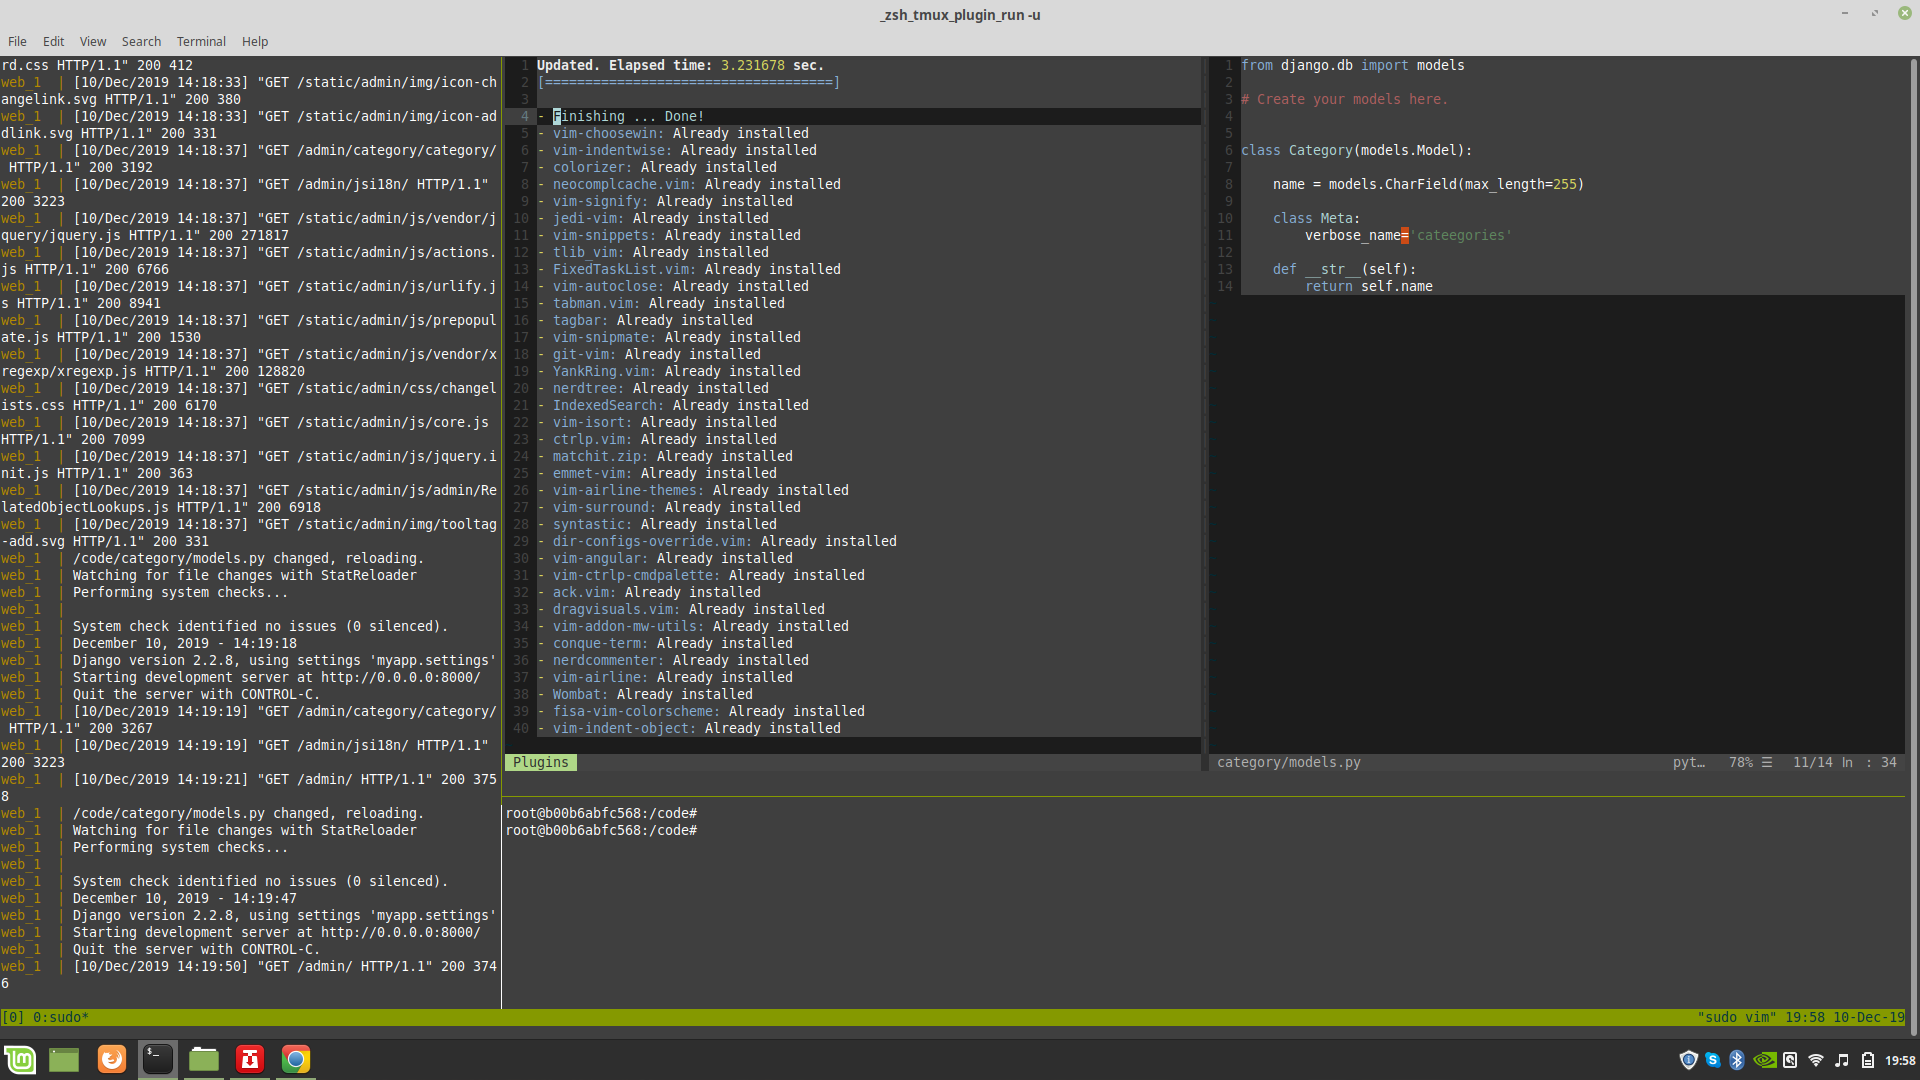 _zsh_tmux_plugin_run -u
File Edit View Search Terminal Help
rd.css HTTP/1.1" 200 412
web_1  | [10/Dec/2019 14:18:33] "GET /static/admin/img/icon-ch
angelink.svg HTTP/1.1" 200 380
web_1  | [10/Dec/2019 14:18:33] "GET /static/admin/img/icon-ad
dlink.svg HTTP/1.1" 200 331
web_1  | [10/Dec/2019 14:18:37] "GET /admin/category/category/
 HTTP/1.1" 200 3192
web_1  | [10/Dec/2019 14:18:37] "GET /admin/jsi18n/ HTTP/1.1"
200 3223
web_1  | [10/Dec/2019 14:18:37] "GET /static/admin/js/vendor/j
query/jquery.js HTTP/1.1" 200 271817
web_1  | [10/Dec/2019 14:18:37] "GET /static/admin/js/actions.
js HTTP/1.1" 200 6766
web_1  | [10/Dec/2019 14:18:37] "GET /static/admin/js/urlify.j
s HTTP/1.1" 200 8941
web_1  | [10/Dec/2019 14:18:37] "GET /static/admin/js/prepopul
ate.js HTTP/1.1" 200 1530
web_1  | [10/Dec/2019 14:18:37] "GET /static/admin/js/vendor/x
regexp/xregexp.js HTTP/1.1" 200 128820
web_1  | [10/Dec/2019 14:18:37] "GET /static/admin/css/changel
ists.css HTTP/1.1" 200 6170
web_1  | [10/Dec/2019 14:18:37] "GET /static/admin/js/core.js
HTTP/1.1" 200 7099
web_1  | [10/Dec/2019 14:18:37] "GET /static/admin/js/jquery.i
nit.js HTTP/1.1" 200 363
web_1  | [10/Dec/2019 14:18:37] "GET /static/admin/js/admin/Re
latedObjectLookups.js HTTP/1.1" 200 6918
web_1  | [10/Dec/2019 14:18:37] "GET /static/admin/img/tooltag
-add.svg HTTP/1.1" 200 331
web_1  | /code/category/models.py changed, reloading.
web_1  | Watching for file changes with StatReloader
web_1  | Performing system checks...
web_1  |
web_1  | System check identified no issues (0 silenced).
web_1  | December 10, 2019 - 14:19:18
web_1  | Django version 2.2.8, using settings 'myapp.settings'
web_1  | Starting development server at http://0.0.0.0:8000/
web_1  | Quit the server with CONTROL-C.
web_1  | [10/Dec/2019 14:19:19] "GET /admin/category/category/
 HTTP/1.1" 200 3267
web_1  | [10/Dec/2019 14:19:19] "GET /admin/jsi18n/ HTTP/1.1"
200 3223
web_1  | [10/Dec/2019 14:19:21] "GET /admin/ HTTP/1.1" 200 375
8
web_1  | /code/category/models.py changed, reloading.
web_1  | Watching for file changes with StatReloader
web_1  | Performing system checks...
web_1  |
web_1  | System check identified no issues (0 silenced).
web_1  | December 10, 2019 - 14:19:47
web_1  | Django version 2.2.8, using settings 'myapp.settings'
web_1  | Starting development server at http://0.0.0.0:8000/
web_1  | Quit the server with CONTROL-C.
web_1  | [10/Dec/2019 14:19:50] "GET /admin/ HTTP/1.1" 200 374
6
1 Updated. Elapsed time: 3.231678 sec.
2 [====================================]
3
4 - Finishing ... Done!
5 - vim-choosewin: Already installed
6 - vim-indentwise: Already installed
7 - colorizer: Already installed
8 - neocomplcache.vim: Already installed
9 - vim-signify: Already installed
10 - jedi-vim: Already installed
11 - vim-snippets: Already installed
12 - tlib_vim: Already installed
13 - FixedTaskList.vim: Already installed
14 - vim-autoclose: Already installed
15 - tabman.vim: Already installed
16 - tagbar: Already installed
17 - vim-snipmate: Already installed
18 - git-vim: Already installed
19 - YankRing.vim: Already installed
20 - nerdtree: Already installed
21 - IndexedSearch: Already installed
22 - vim-isort: Already installed
23 - ctrlp.vim: Already installed
24 - matchit.zip: Already installed
25 - emmet-vim: Already installed
26 - vim-airline-themes: Already installed
27 - vim-surround: Already installed
28 - syntastic: Already installed
29 - dir-configs-override.vim: Already installed
30 - vim-angular: Already installed
31 - vim-ctrlp-cmdpalette: Already installed
32 - ack.vim: Already installed
33 - dragvisuals.vim: Already installed
34 - vim-addon-mw-utils: Already installed
35 - conque-term: Already installed
36 - nerdcommenter: Already installed
37 - vim-airline: Already installed
38 - Wombat: Already installed
39 - fisa-vim-colorscheme: Already installed
40 - vim-indent-object: Already installed
Plugins
1 from django.db import models
2
3 # Create your models here.
4
5
6 class Category(models.Model):
7
8     name = models.CharField(max_length=255)
9
10     class Meta:
11         verbose_name='cateegories'
12
13     def __str__(self):
14         return self.name
category/models.py pyt… 78% ☰ 11/14 ln : 34
root@b00b6abfc568:/code#
root@b00b6abfc568:/code#
[0] 0:sudo* "sudo vim" 19:58 10-Dec-19
19:58